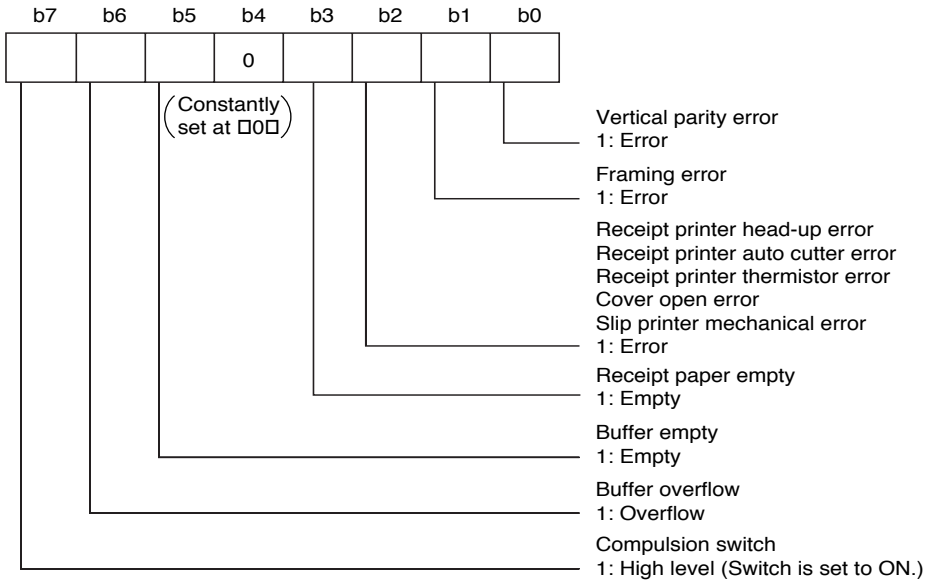 b7 b6 b5 b4 b3 b2 b1 b0
0
(Constantly
set at □0□)
Vertical parity error
1: Error
Framing error
1: Error
Receipt printer head-up error
Receipt printer auto cutter error
Receipt printer thermistor error
Cover open error
Slip printer mechanical error
1: Error
Receipt paper empty
1: Empty
Buffer empty
1: Empty
Buffer overflow
1: Overflow
Compulsion switch
1: High level (Switch is set to ON.)